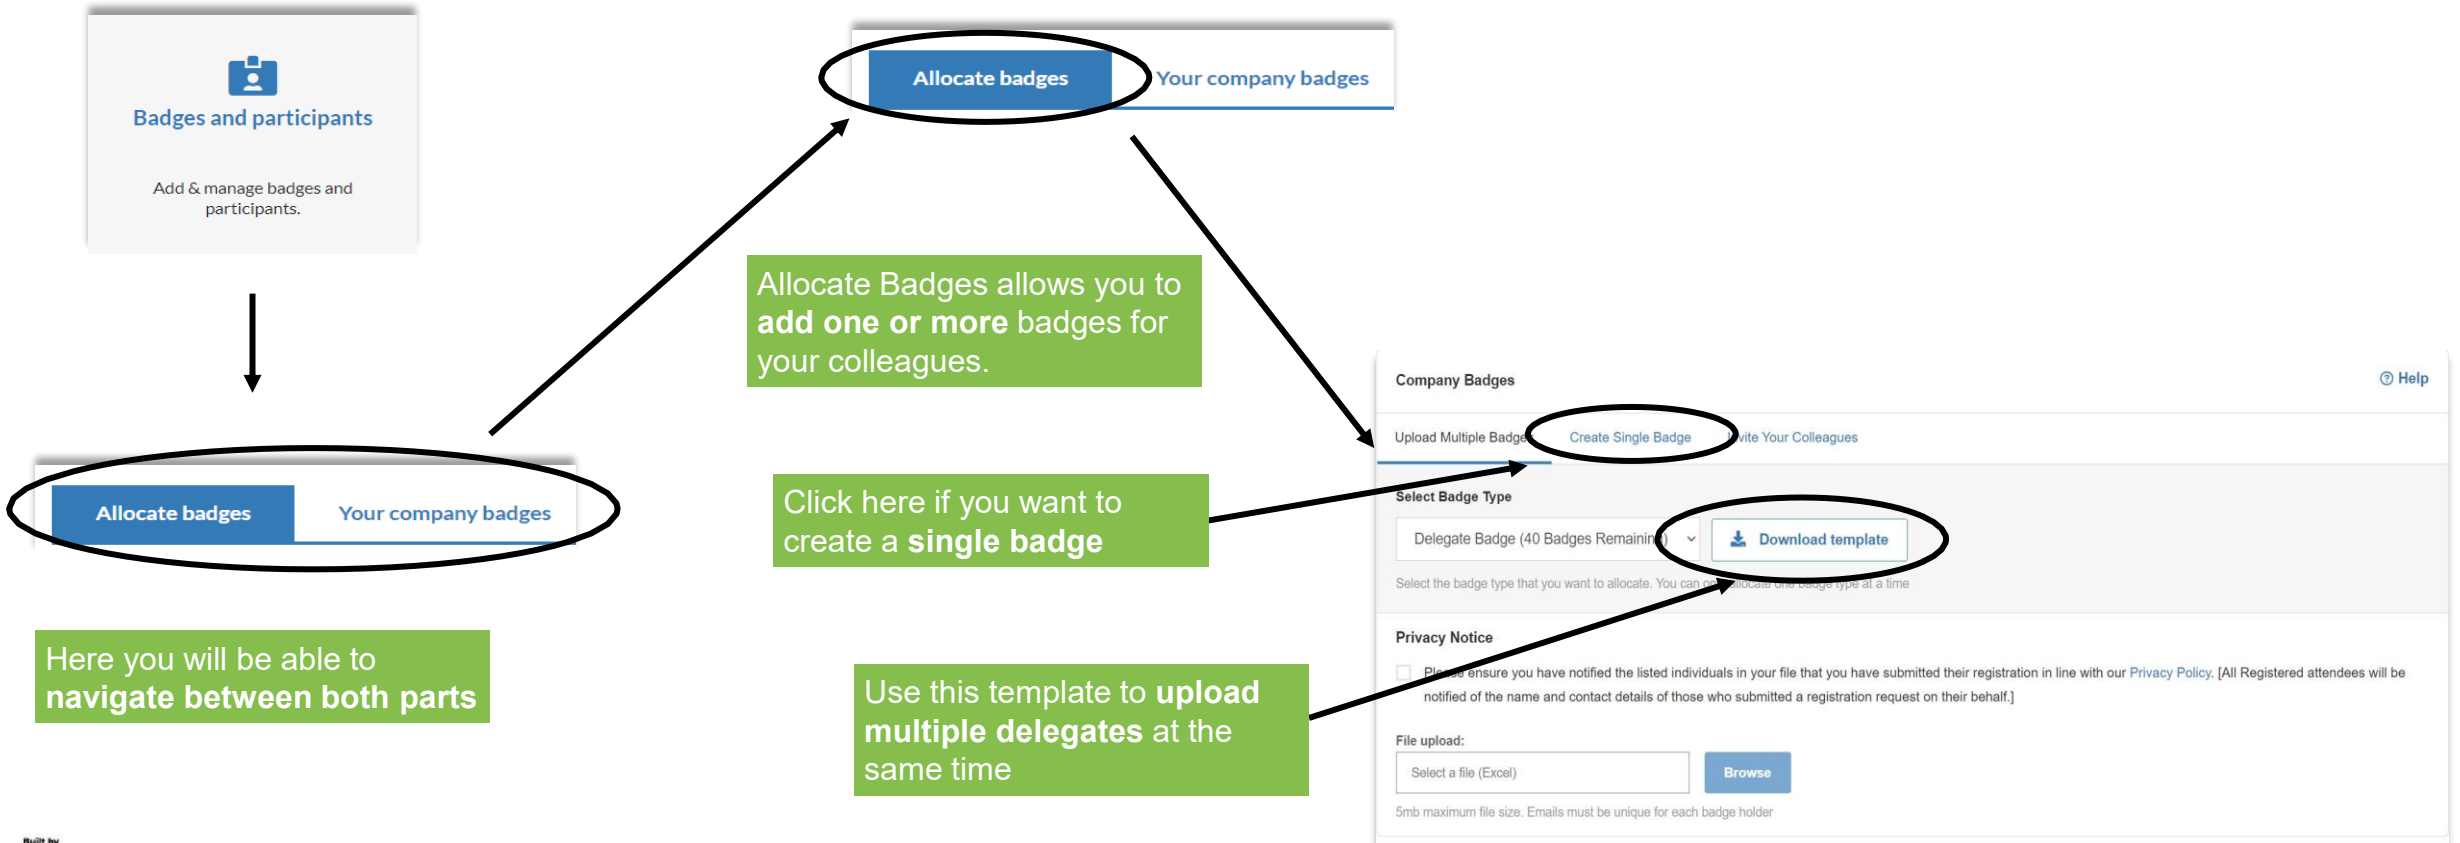 Badges and participants
Add & manage badges and
participants.
Allocate badges
Your company badges
Here you will be able to
navigate between both parts
Allocate badges
Your company badges
Allocate Badges allows you to
add one or more badges for
your colleagues.
Click here if you want to
create a single badge
Use this template to upload
multiple delegates at the
same time
Company Badges
Help
Upload Multiple Badge
Create Single Badge
Your Colleagues
Select Badge Type
Delegate Badge (40 Badges Remaining)
Download template
Select the badge type that you want to allocate. You can allocate one badge type at a time
Privacy Notice
Please ensure you have notified the listed individuals in your file that you have submitted their registration in line with our Privacy Policy. [All Registered attendees will be
notified of the name and contact details of those who submitted a registration request on their behalf.]
File upload:
Select a file (Excel)
Browse
5mb maximum file size. Emails must be unique for each badge holder
Built by